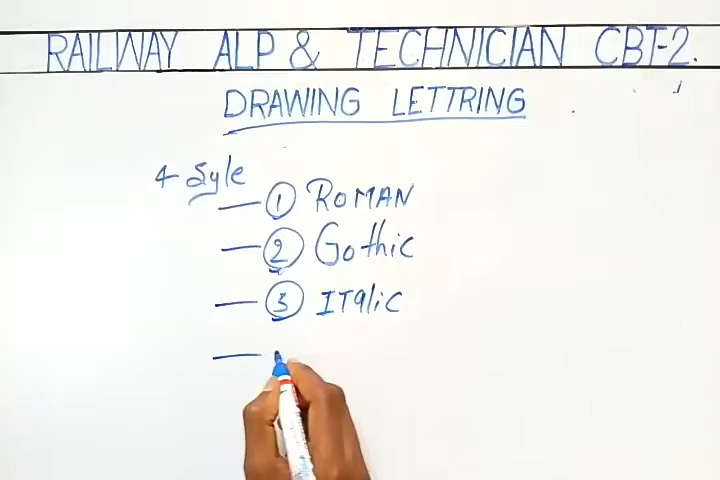 RAILWAY ALP & TECHNICIAN CBT-2.
DRAWING LETTRING
4 Syle
1 ROMAN
2 Gothic
3 ITalic